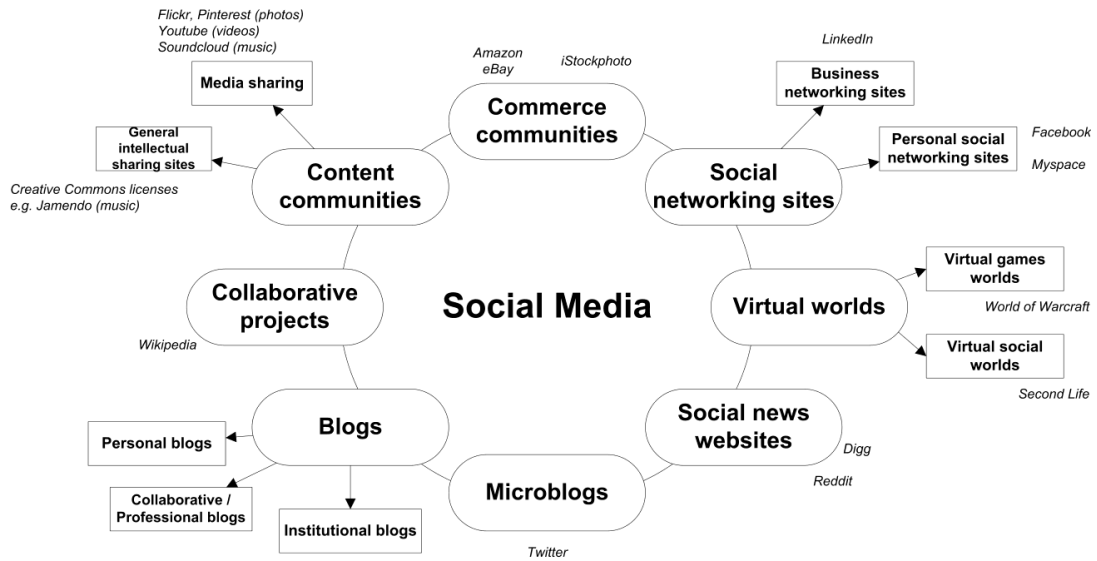 Flickr, Pinterest (photos)
Youtube (videos)
Soundcloud (music)
Media sharing
General
intellectual
sharing sites
Creative Commons licenses
e.g. Jamendo (music)
Content
communities
Amazon
eBay
iStockphoto
Commerce
communities
LinkedIn
Business
networking sites
Personal social
networking sites
Facebook
Myspace
Social
networking sites
Collaborative
projects
Wikipedia
Social Media
Virtual worlds
Virtual games
worlds
World of Warcraft
Virtual social
worlds
Second Life
Blogs
Personal blogs
Collaborative /
Professional blogs
Institutional blogs
Microblogs
Twitter
Social news
websites
Digg
Reddit